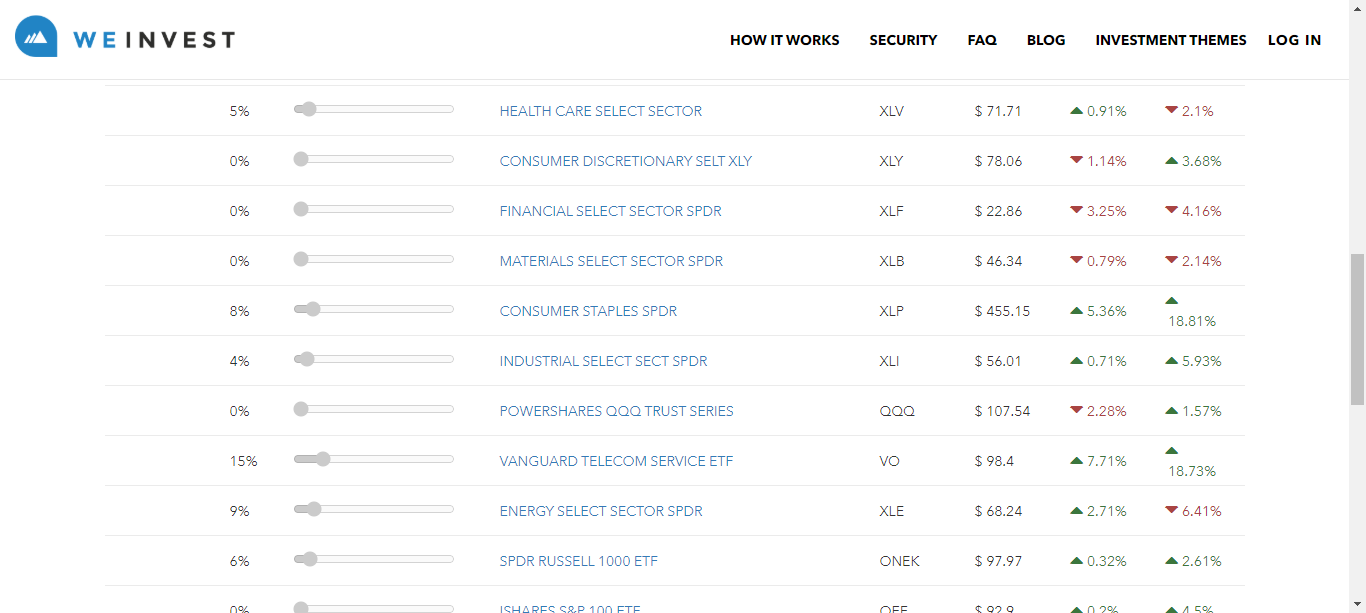 WEINVEST
HOW IT WORKS SECURITY FAQ BLOG INVESTMENT THEMES LOG IN
5% HEALTH CARE SELECT SECTOR XLV $ 71.71 0.91% 2.1%
0% CONSUMER DISCRETIONARY SELT XLY XLY $ 78.06 1.14% 3.68%
0% FINANCIAL SELECT SECTOR SPDR XLF $ 22.86 3.25% 4.16%
0% MATERIALS SELECT SECTOR SPDR XLB $ 46.34 0.79% 2.14%
8% CONSUMER STAPLES SPDR XLP $ 455.15 5.36% 18.81%
4% INDUSTRIAL SELECT SECT SPDR XLI $ 56.01 0.71% 5.93%
0% POWERSHARES QQQ TRUST SERIES QQQ $ 107.54 2.28% 1.57%
15% VANGUARD TELECOM SERVICE ETF VO $ 98.4 7.71% 18.73%
9% ENERGY SELECT SECTOR SPDR XLE $ 68.24 2.71% 6.41%
6% SPDR RUSSELL 1000 ETF ONEK $ 97.97 0.32% 2.61%
0% ISHARES S&P 100 ETF OEF $ 92.9 0.2% 4.5%